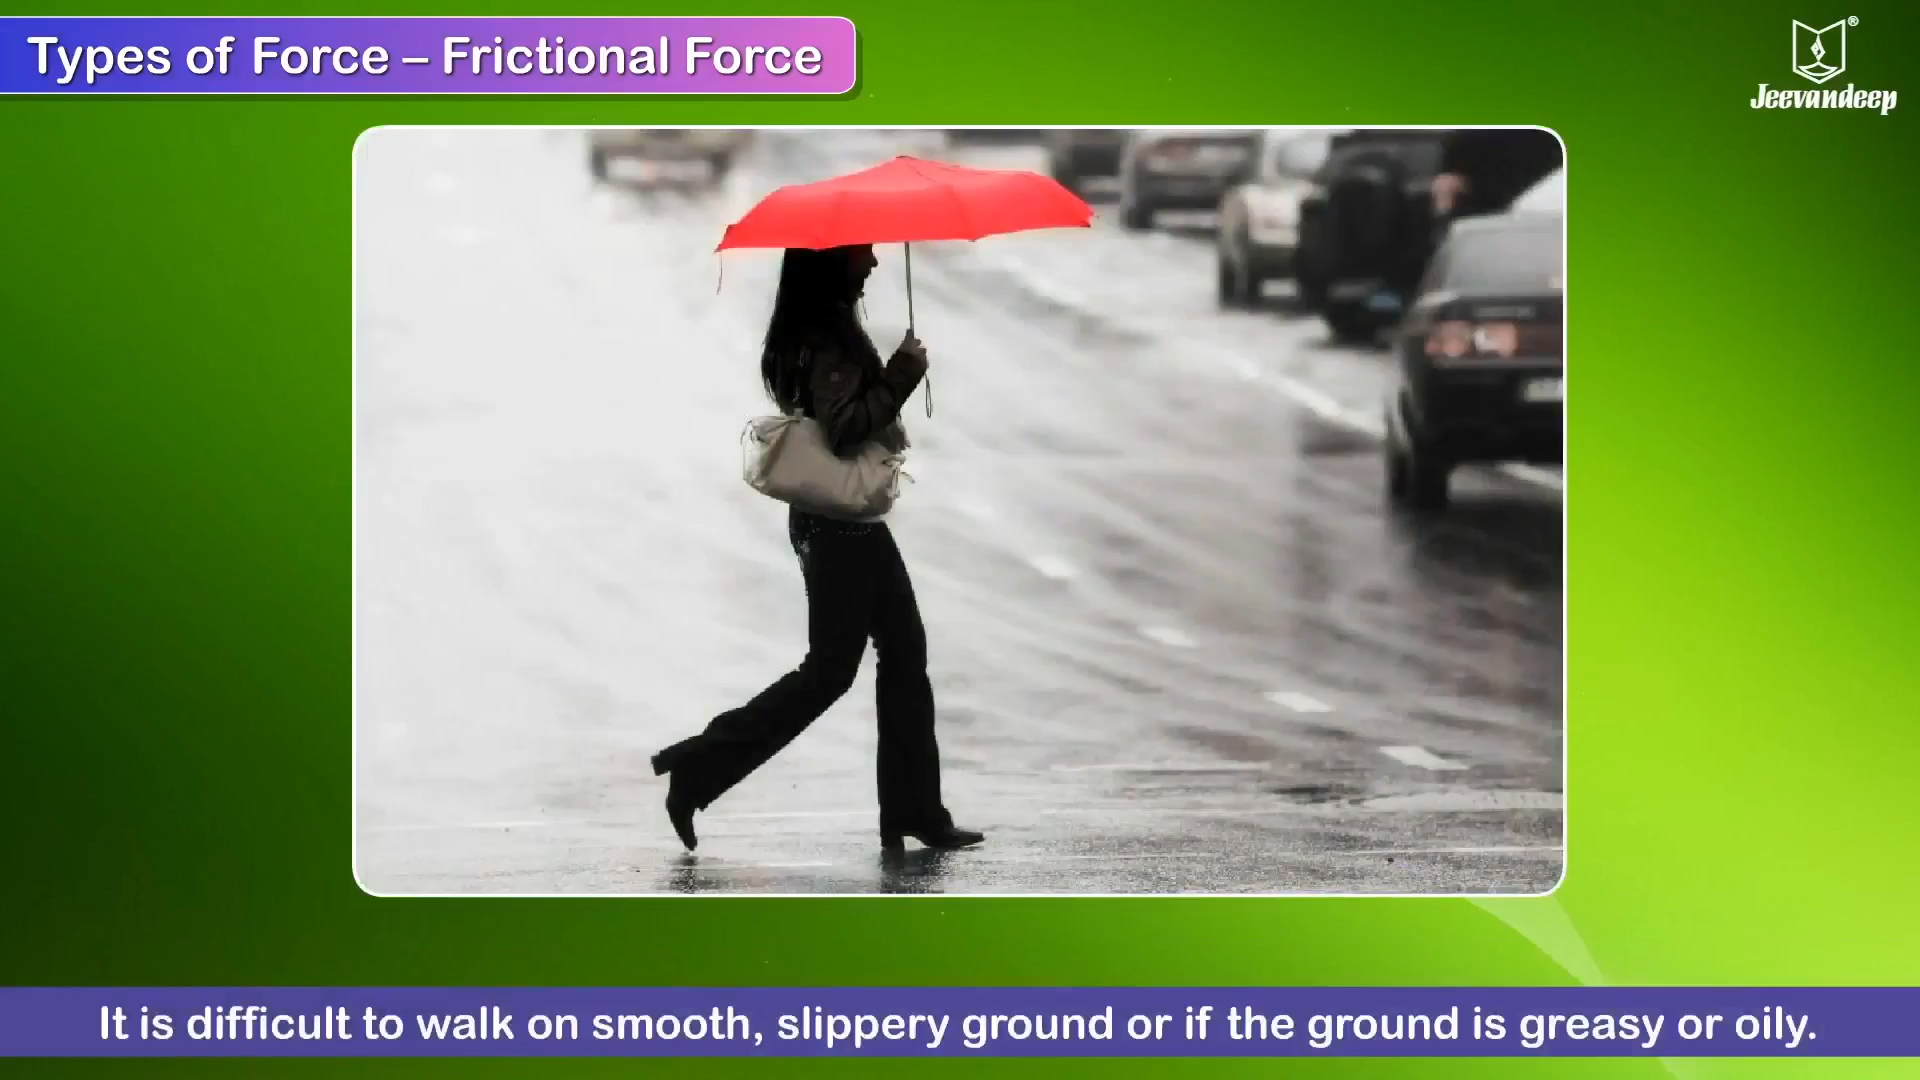 Types of Force – Frictional Force
®
Jeevandeep
It is difficult to walk on smooth, slippery ground or if the ground is greasy or oily.